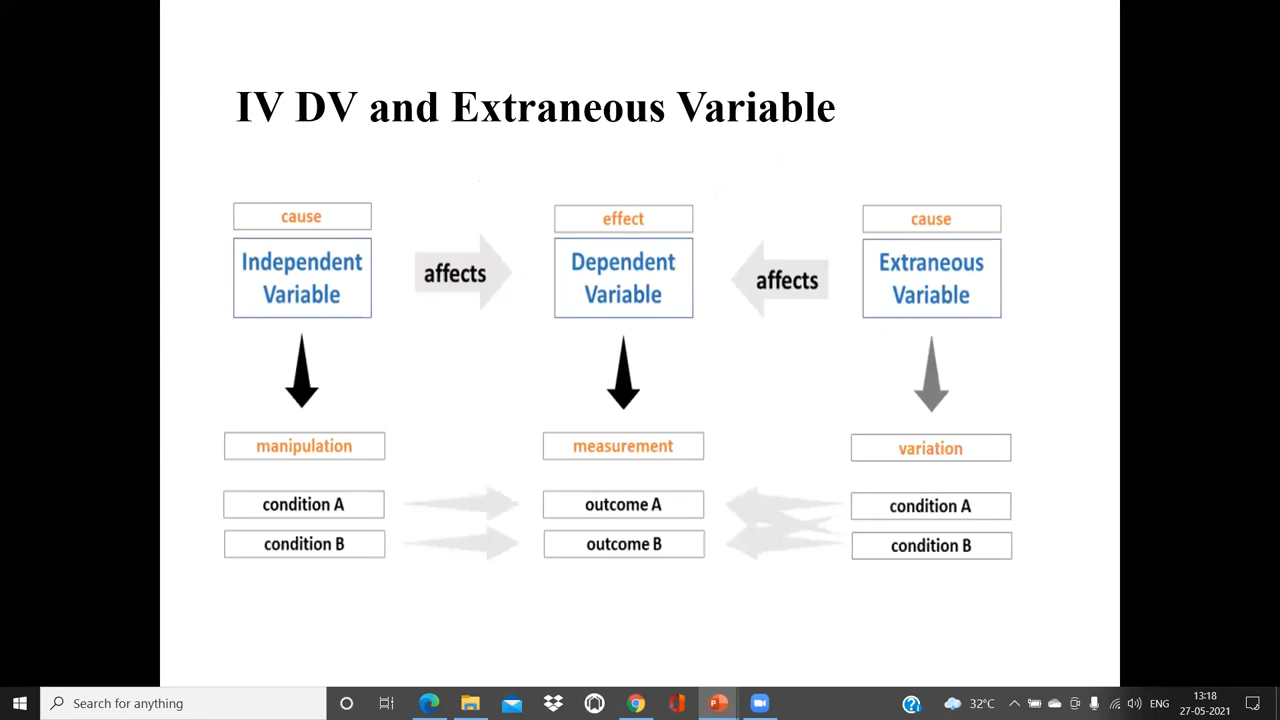 IV DV and Extraneous Variable
cause
effect
cause
Independent
Variable
affects
Dependent
Variable
affects
Extraneous
Variable
manipulation
measurement
variation
condition A
outcome A
condition A
condition B
outcome B
condition B
Search for anything
32°C
ENG
13:18
27-05-2021